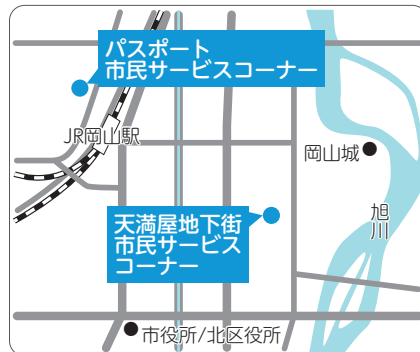 パスポート
市民サービスコーナー
JR岡山駅
岡山城
旭川
天満屋地下街
市民サービス
コーナー
市役所/北区役所